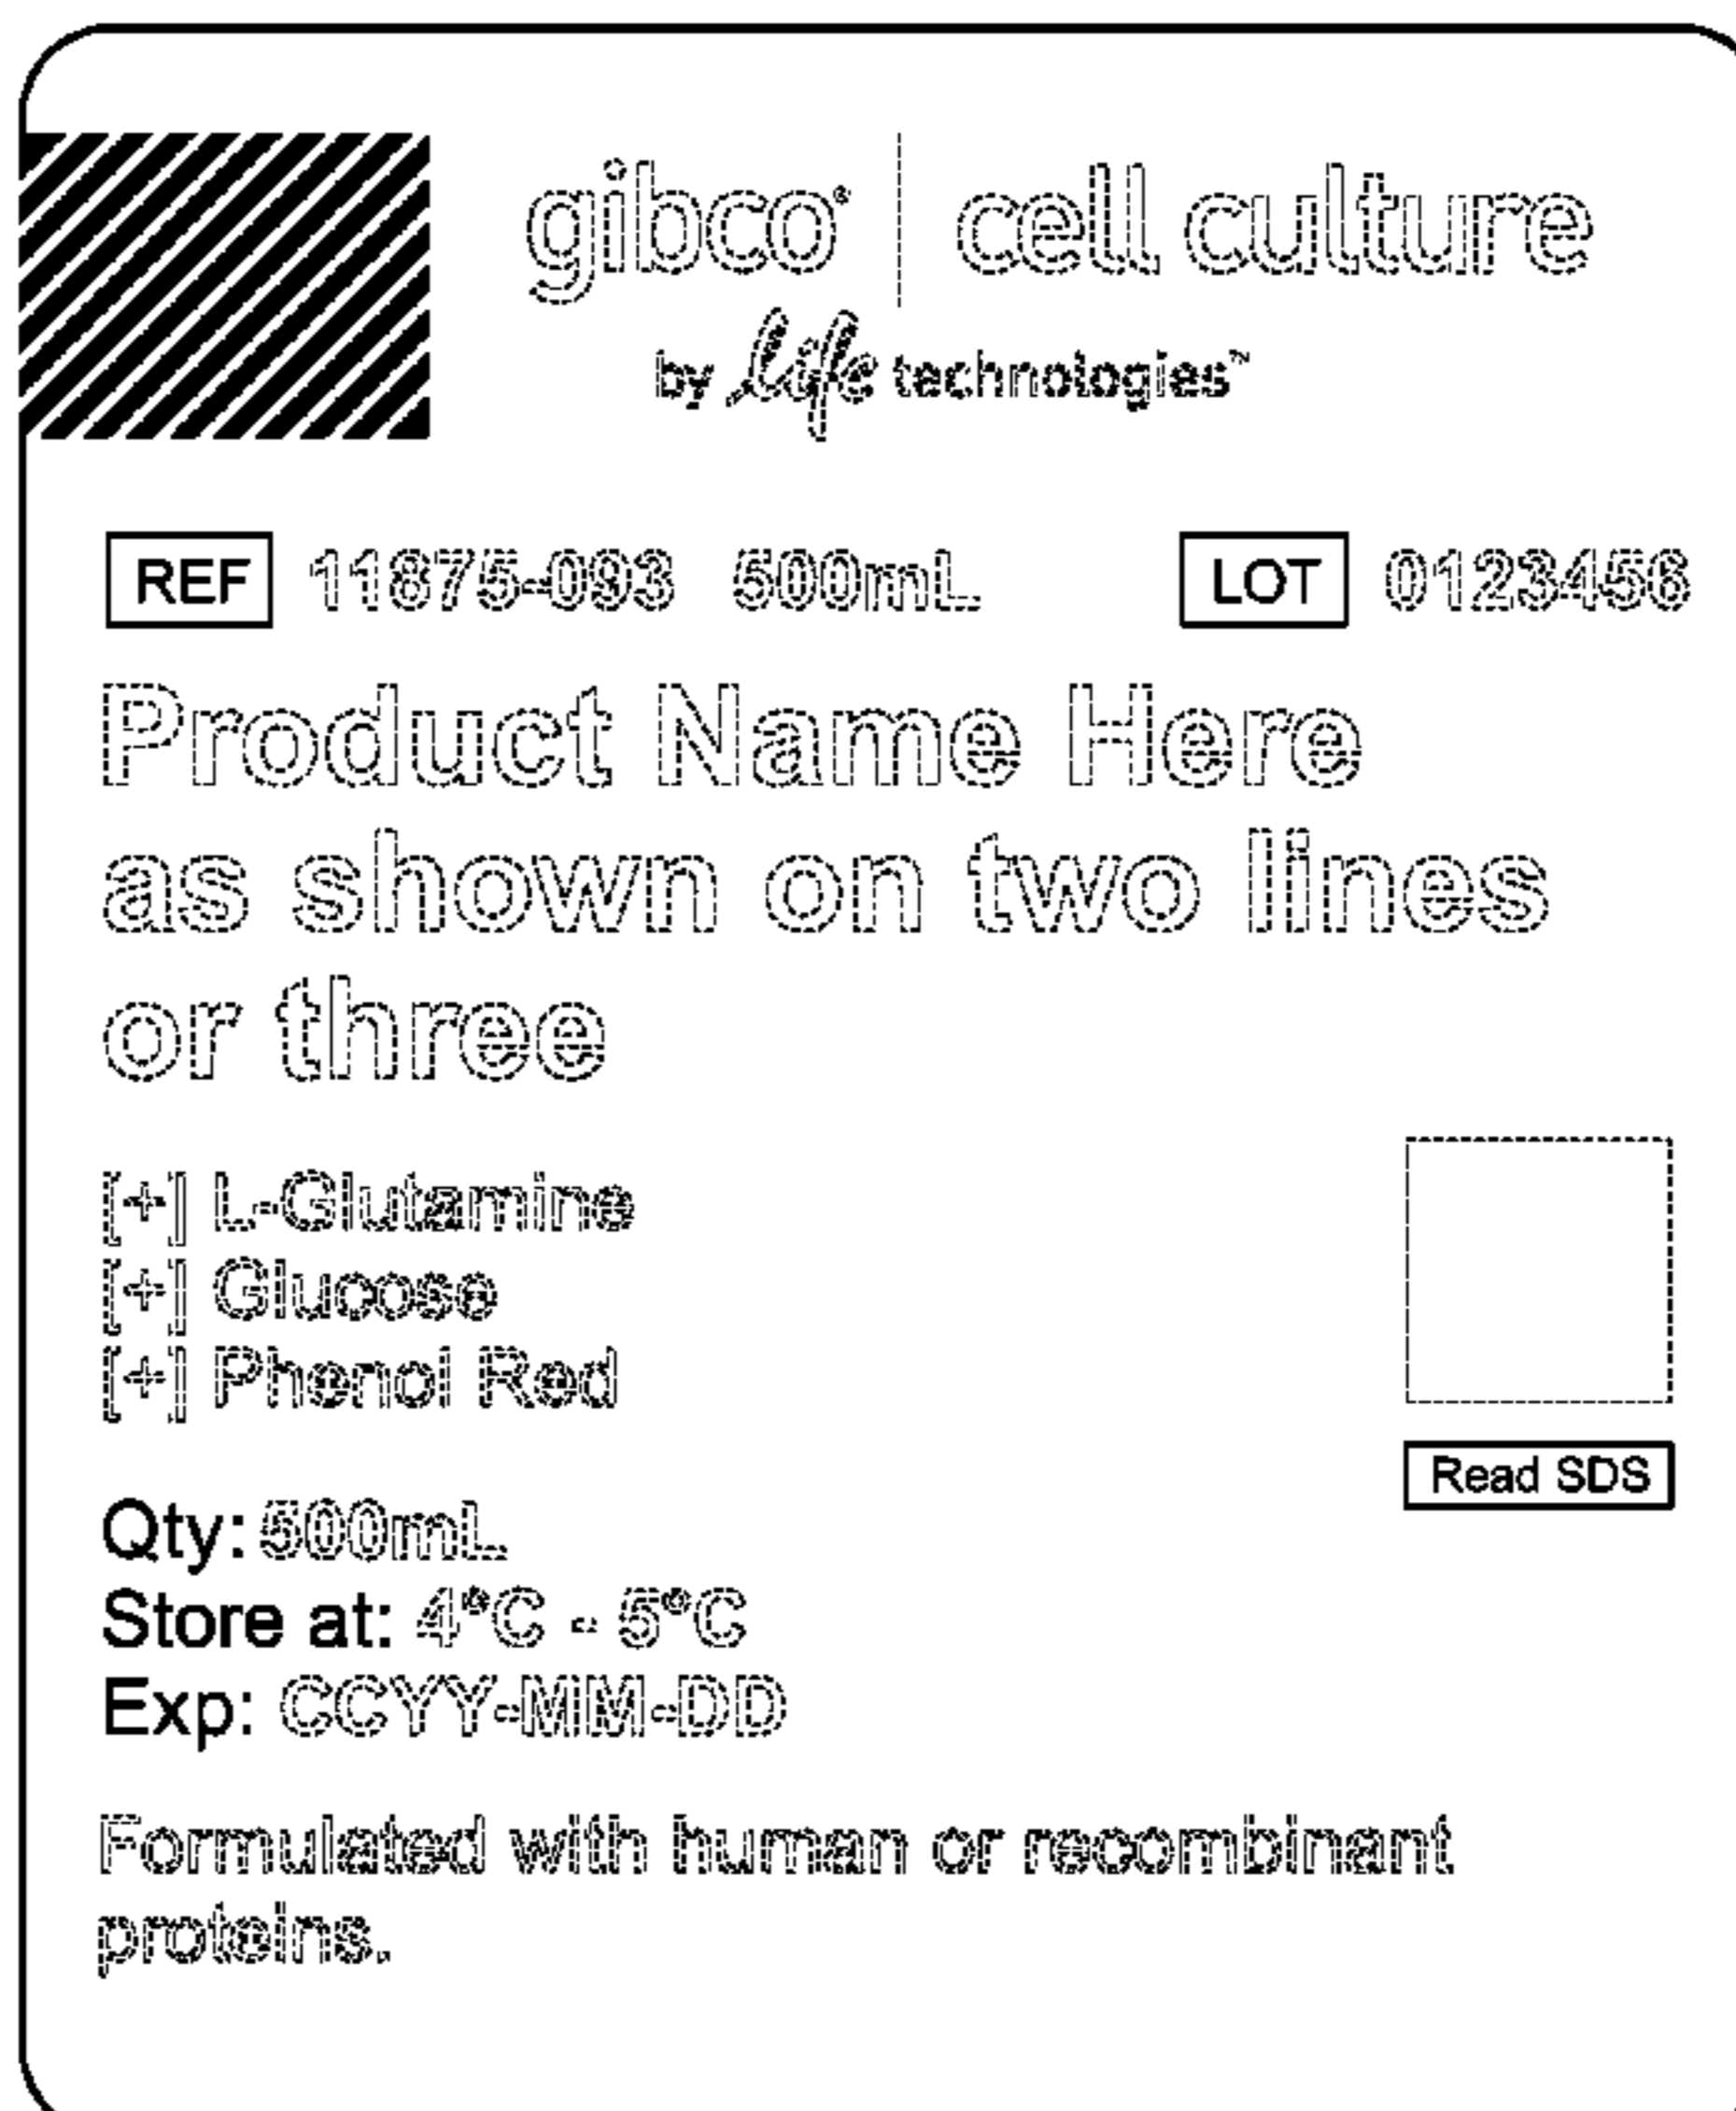 gibco® | cell culture
by life technologies™
REF 11875-093 500mL LOT 0123456
Product Name Here
as shown on two lines
or three
[+] L-Glutamine
[+] Glucose
[+] Phenol Red
Read SDS
Qty: 500mL
Store at: 4°C - 5°C
Exp: CCYY-MM-DD
Formulated with human or recombinant
proteins.